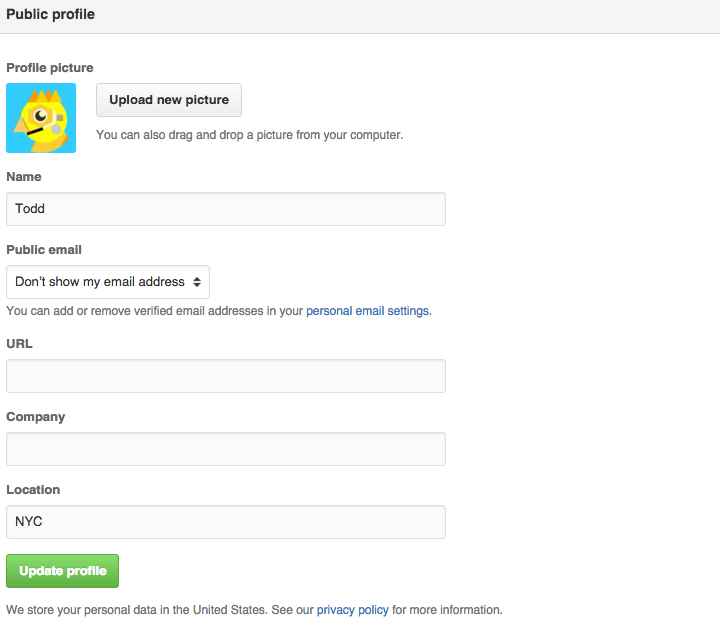 Public profile
Profile picture
Upload new picture
You can also drag and drop a picture from your computer.
Name
Todd
Public email
Don't show my email address
You can add or remove verified email addresses in your personal email settings.
URL
Company
Location
NYC
Update profile
We store your personal data in the United States. See our privacy policy for more information.